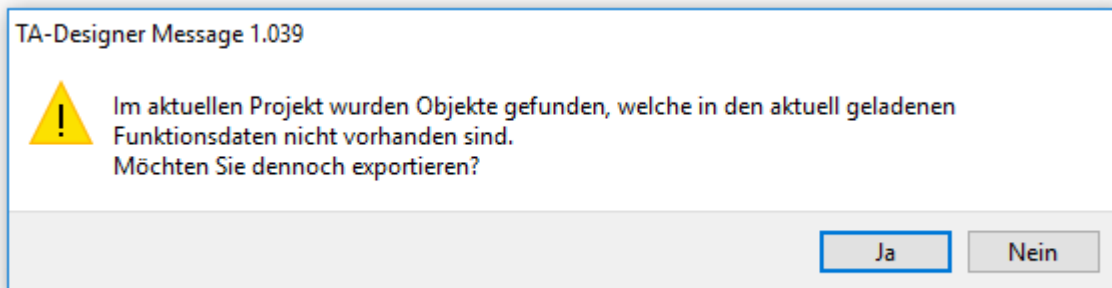 TA-Designer Message 1.039
Im aktuellen Projekt wurden Objekte gefunden, welche in den aktuell geladenen
Funktionsdaten nicht vorhanden sind.
Möchten Sie dennoch exportieren?
Ja Nein